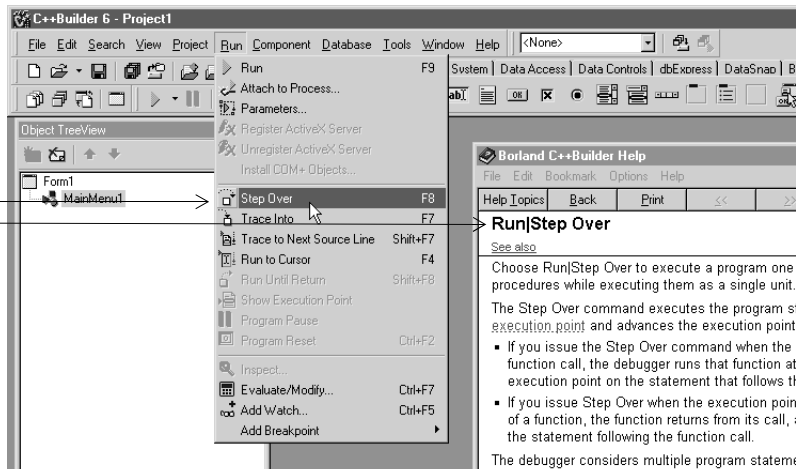 C++Builder 6 - Project1
File Edit Search View Project Run Component Database Tools Window Help <None>
System Data Access Data Controls dbExpress DataSnap
Object TreeView
Form1
MainMenu1
Run F9
Attach to Process...
Parameters...
Register ActiveX Server
Unregister ActiveX Server
Install COM+ Objects...
Step Over F8
Trace Into F7
Trace to Next Source Line Shift+F7
Run to Cursor F4
Run Until Return Shift+F8
Show Execution Point
Program Pause
Program Reset Ctrl+F2
Inspect...
Evaluate/Modify... Ctrl+F7
Add Watch... Ctrl+F5
Add Breakpoint
Borland C++Builder Help
File Edit Bookmark Options Help
Help Topics Back Print << >>
Run|Step Over
See also
Choose Run|Step Over to execute a program one
procedures while executing them as a single unit.
The Step Over command executes the program
execution point and advances the execution point
▪ If you issue the Step Over command when the
function call, the debugger runs that function at
execution point on the statement that follows
▪ If you issue Step Over when the execution
of a function, the function returns from its call,
the statement following the function call.
The debugger considers multiple program